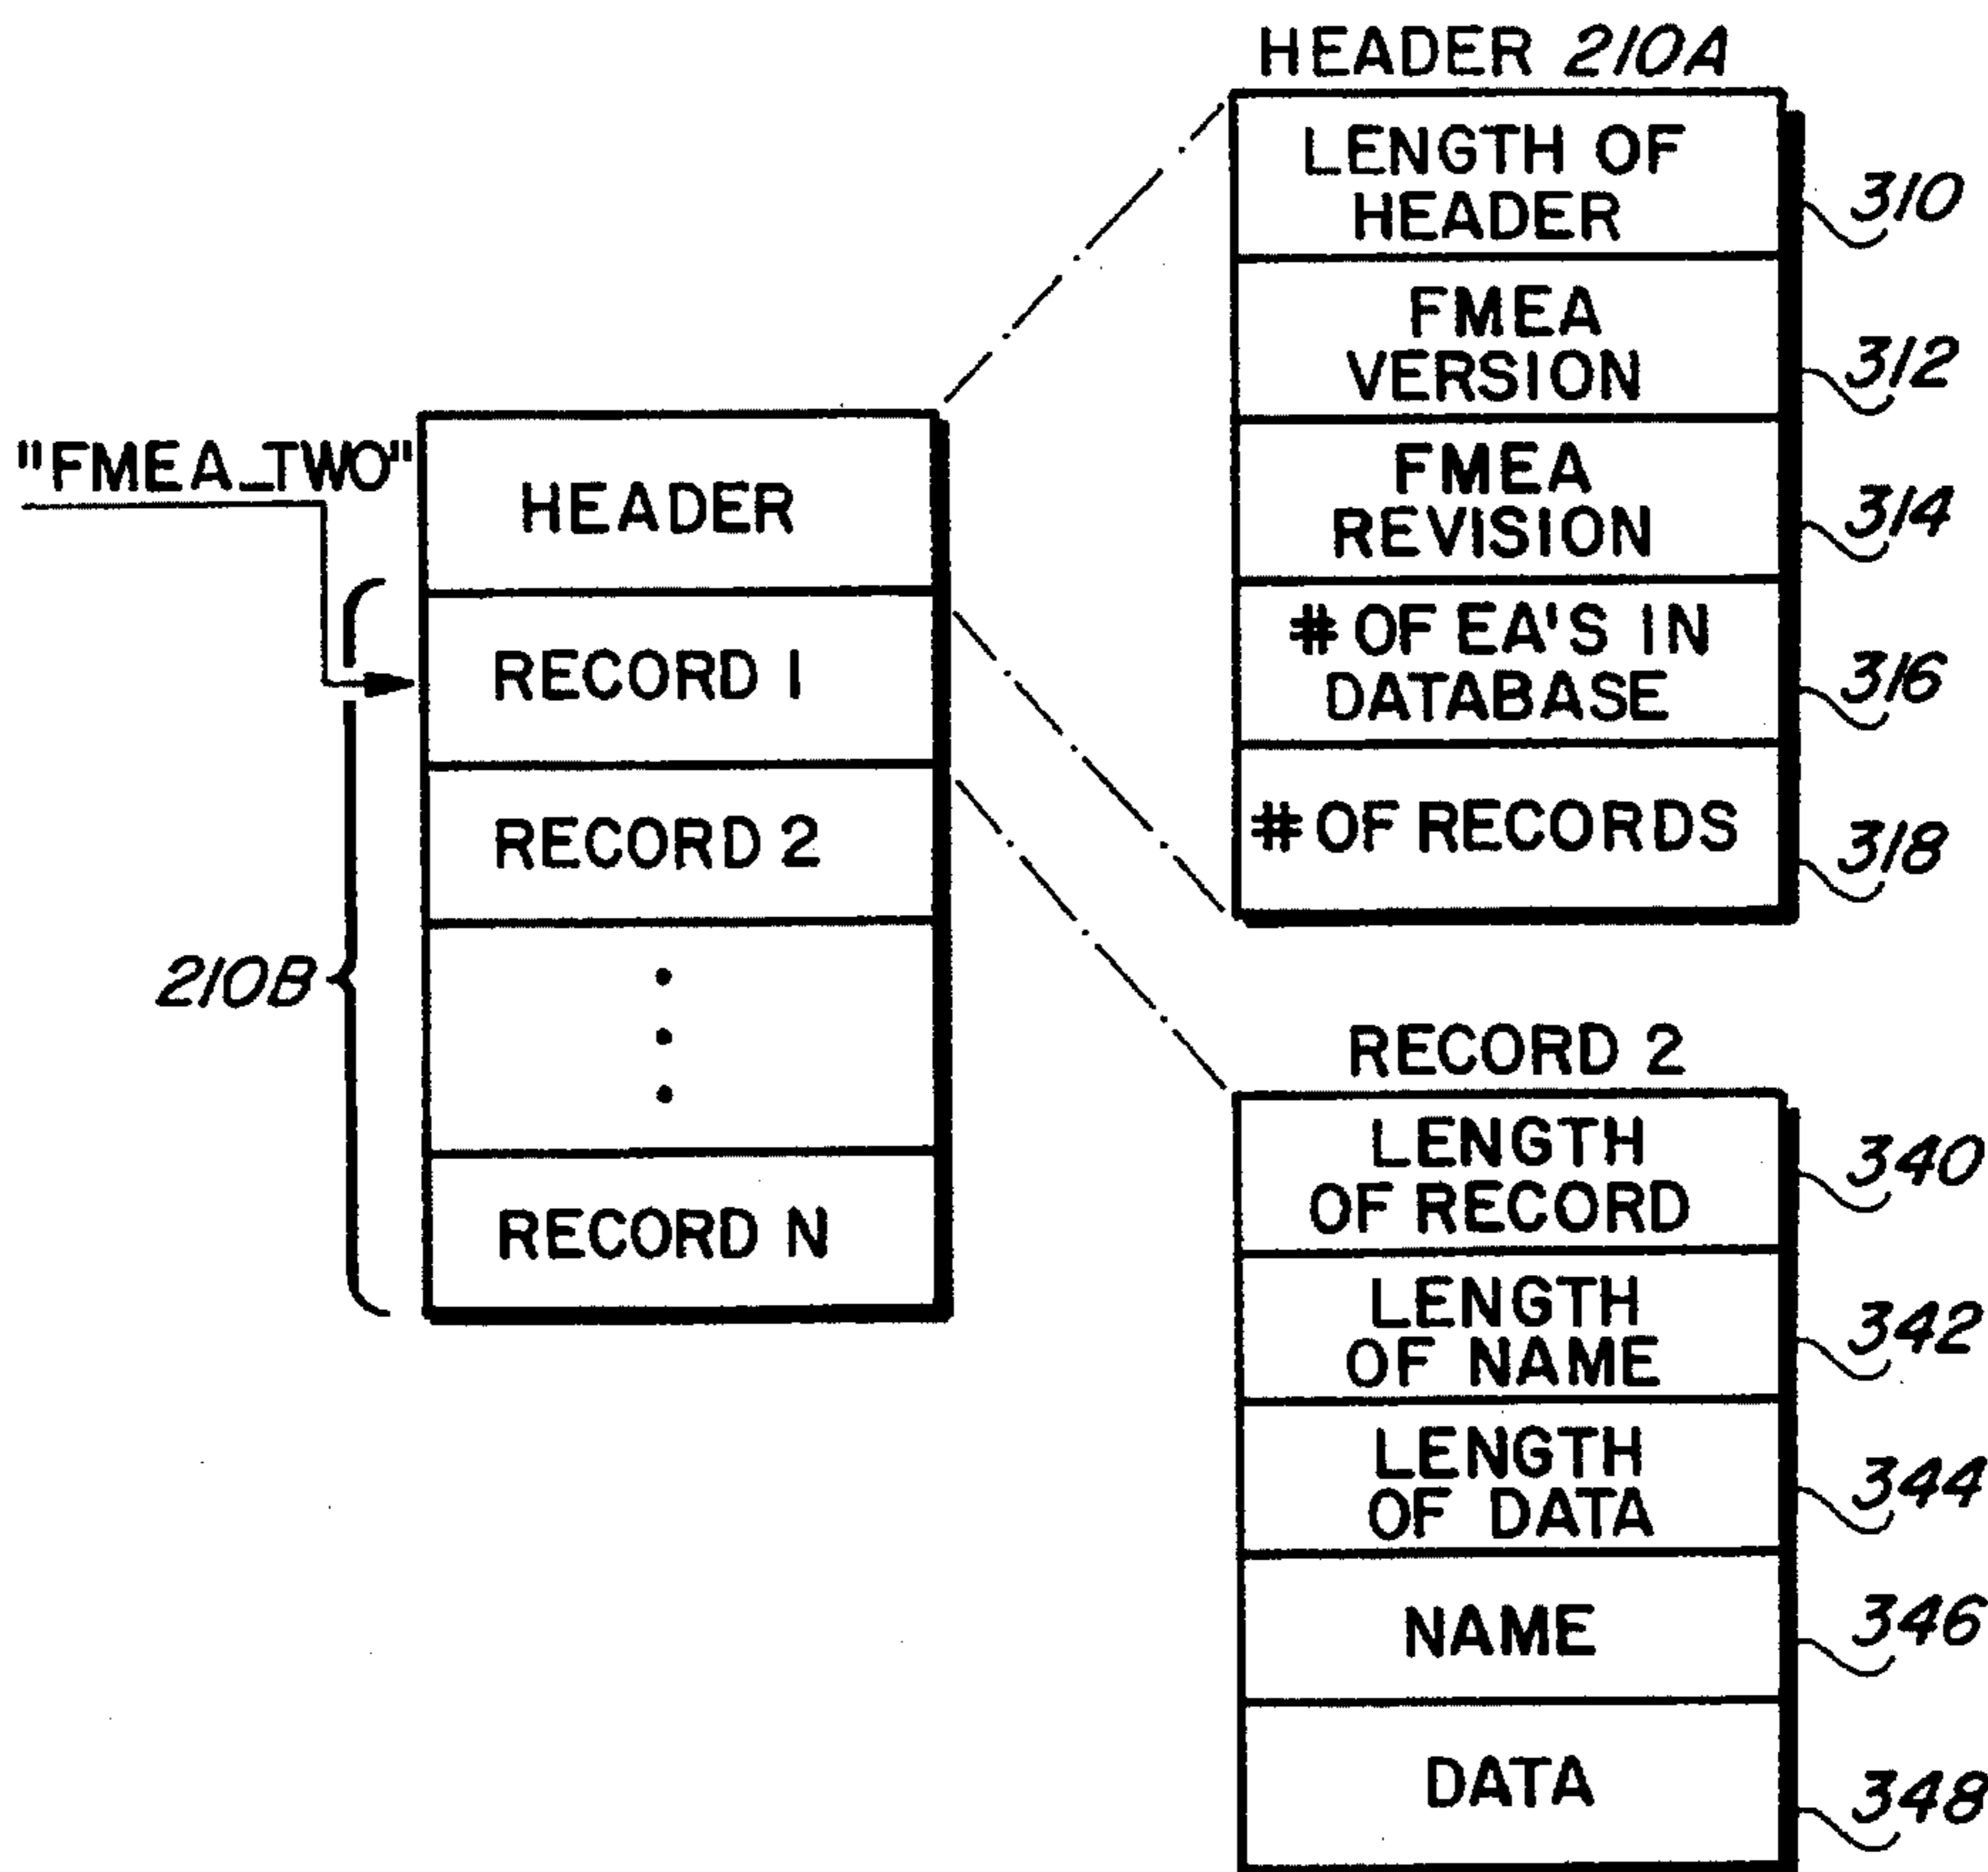 "FMEA_TWO"
HEADER
RECORD 1
RECORD 2
RECORD N
210B
HEADER 210A
LENGTH OF
HEADER
310
FMEA
VERSION
312
FMEA
REVISION
314
# OF EA'S IN
DATABASE
316
# OF RECORDS
318
RECORD 2
LENGTH
OF RECORD
340
LENGTH
OF NAME
342
LENGTH
OF DATA
344
NAME
346
DATA
348